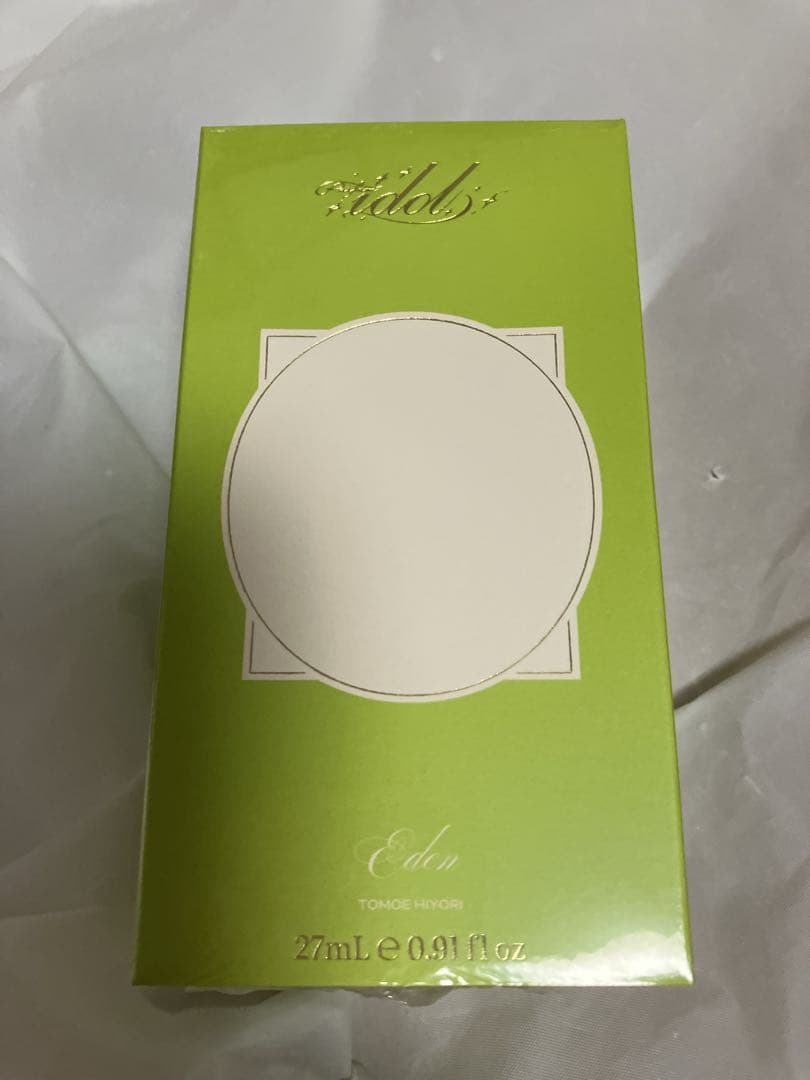 idol
Eden
TOMOE HIYORI
27mL e 0.91 fl oz